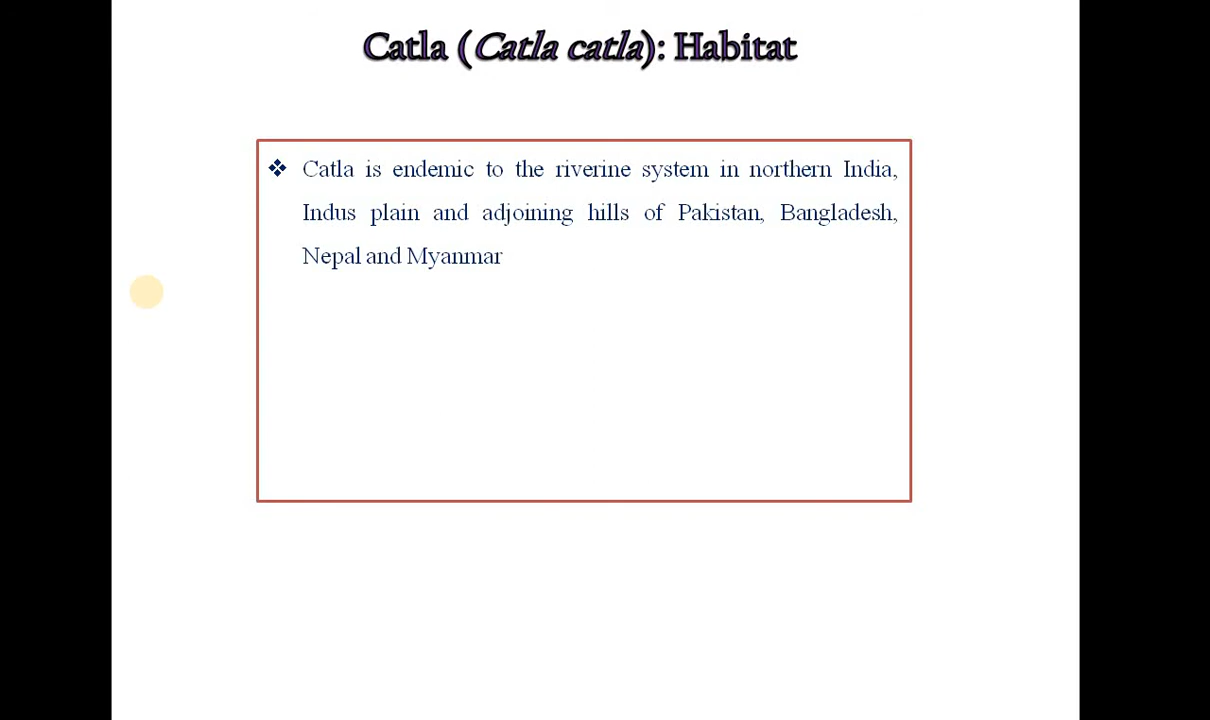 Catla (Catla catla): Habitat
❖ Catla is endemic to the riverine system in northern India,
Indus plain and adjoining hills of Pakistan, Bangladesh,
Nepal and Myanmar